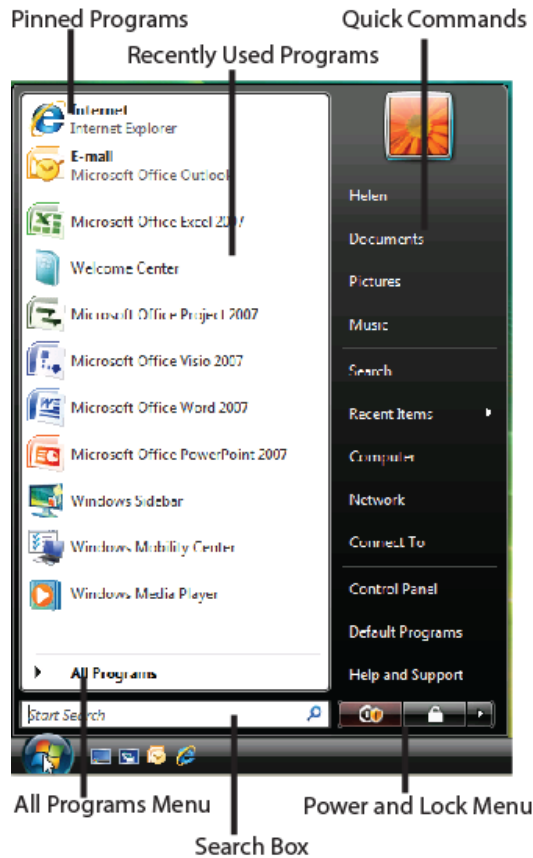 Pinned Programs
Quick Commands
Recently Used Programs
Internet
Internet Explorer
E-mail
Microsoft Office Outlook
Microsoft Office Excel 2007
Welcome Center
Microsoft Office Project 2007
Microsoft Office Visio 2007
Microsoft Office Word 2007
Microsoft Office PowerPoint 2007
Windows Sidebar
Windows Mobility Center
Windows Media Player
All Programs
Start Search
Helen
Documents
Pictures
Music
Search
Recent Items
Computer
Network
Connect To
Control Panel
Default Programs
Help and Support
All Programs Menu
Power and Lock Menu
Search Box